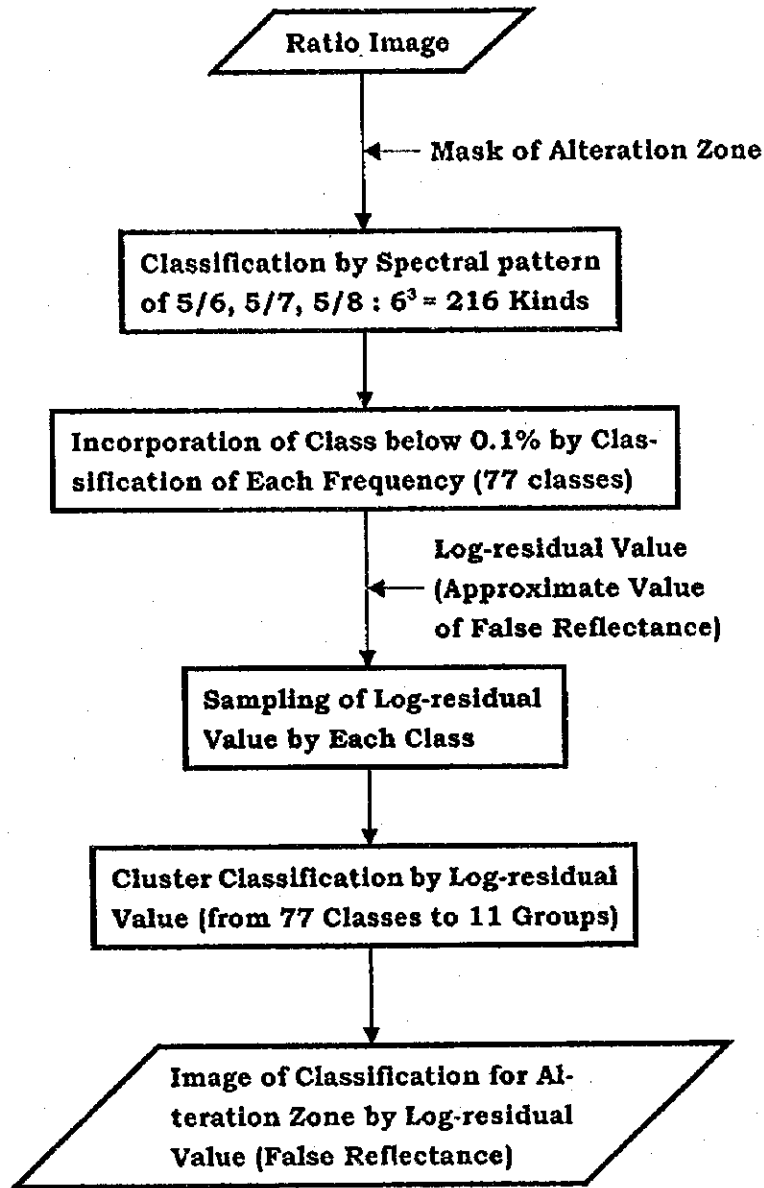 Ratio Image
Mask of Alteration Zone
Classification by Spectral pattern
of 5/6, 5/7, 5/8 : 6³ = 216 Kinds
Incorporation of Class below 0.1% by Clas-
sification of Each Frequency (77 classes)
Log-residual Value
(Approximate Value
of False Reflectance)
Sampling of Log-residual
Value by Each Class
Cluster Classification by Log-residual
Value (from 77 Classes to 11 Groups)
Image of Classification for Al-
teration Zone by Log-residual
Value (False Reflectance)